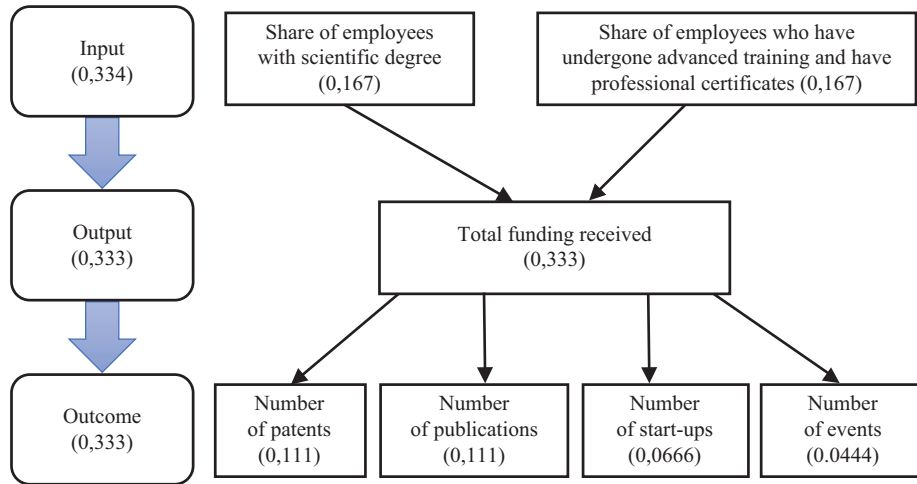 Input
(0,334)
Share of employees
with scientific degree
(0,167)
Share of employees who have
undergone advanced training and have
professional certificates (0,167)
Output
(0,333)
Total funding received
(0,333)
Outcome
(0,333)
Number
of patents
(0,111)
Number
of publications
(0,111)
Number
of start-ups
(0,0666)
Number
of events
(0.0444)